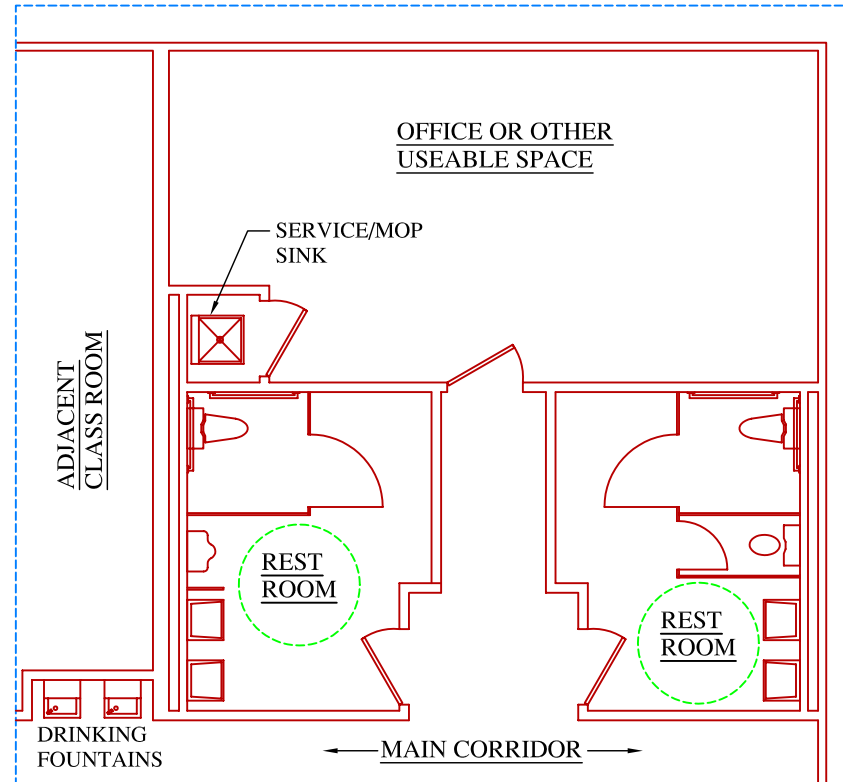 OFFICE OR OTHER
USEABLE SPACE
SERVICE/MOP
SINK
ADJACENT
CLASS ROOM
REST
ROOM
REST
ROOM
DRINKING
FOUNTAINS
MAIN CORRIDOR